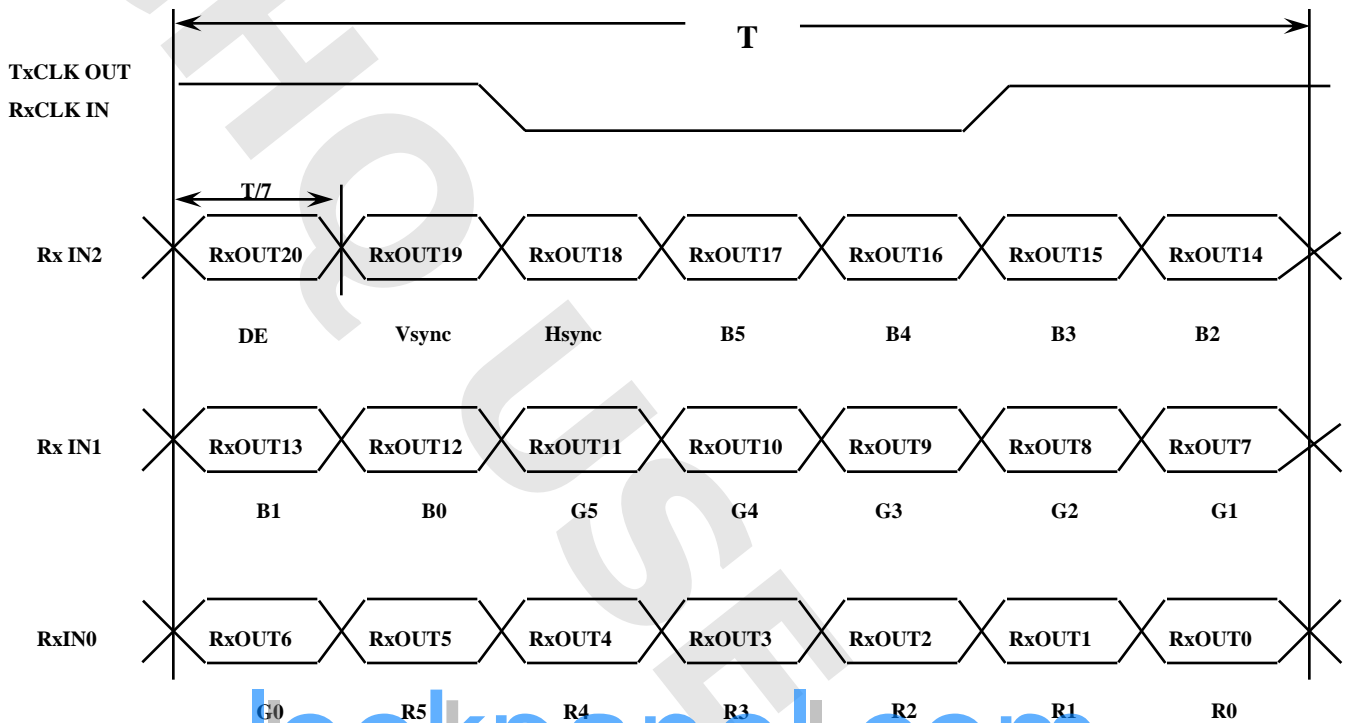 T
TxCLK OUT
RxCLK IN
T/7
Rx IN2 RxOUT20 RxOUT19 RxOUT18 RxOUT17 RxOUT16 RxOUT15 RxOUT14
DE Vsync Hsync B5 B4 B3 B2
Rx IN1 RxOUT13 RxOUT12 RxOUT11 RxOUT10 RxOUT9 RxOUT8 RxOUT7
B1 B0 G5 G4 G3 G2 G1
RxIN0 RxOUT6 RxOUT5 RxOUT4 RxOUT3 RxOUT2 RxOUT1 RxOUT0
G0 R5 R4 R3 R2 R1 R0
HQ USE